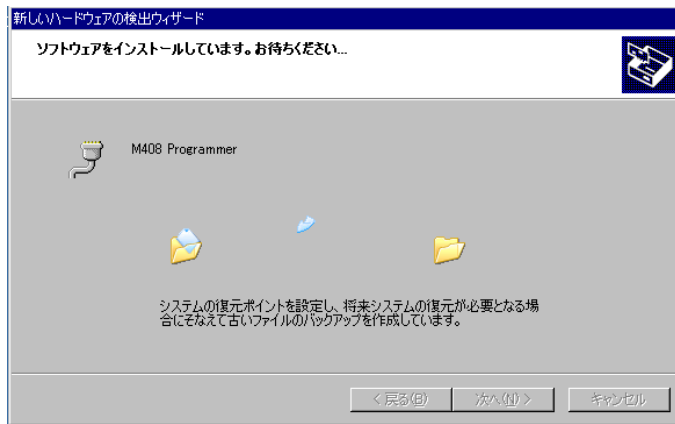 新しいハードウェアの検出ウィザード
ソフトウェアをインストールしています。お待ちください...
M408 Programmer
システムの復元ポイントを設定し、将来システムの復元が必要となる場
合にそなえて古いファイルのバックアップを作成しています。
< 戻る(B)
次へ(N) >
キャンセル